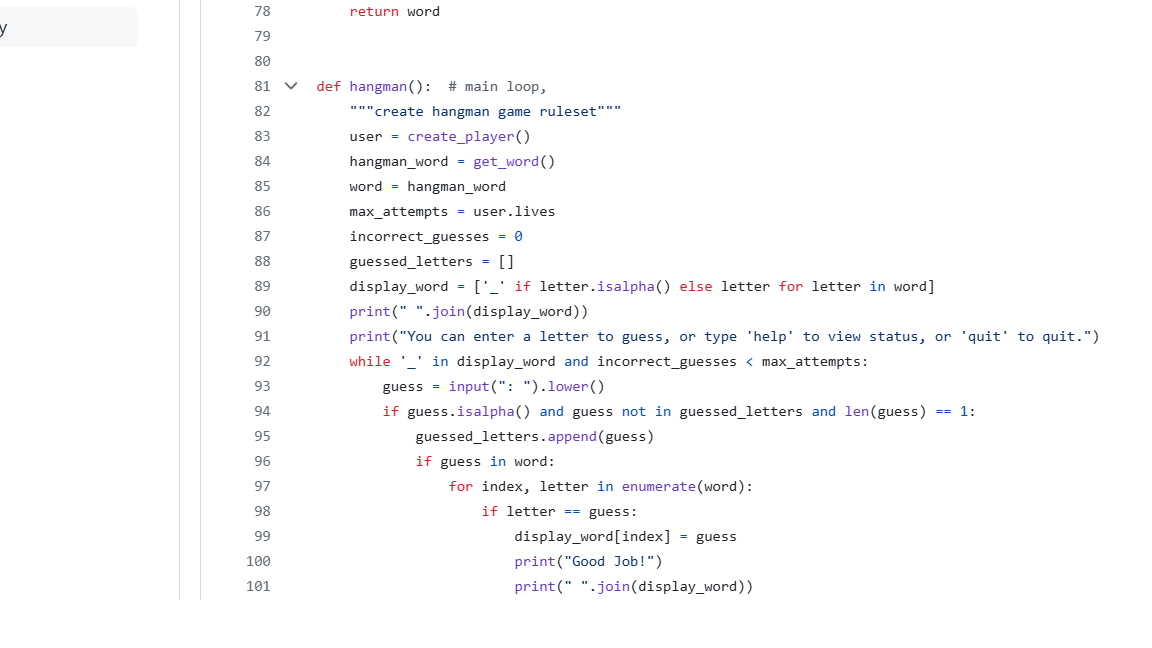 y
78 return word
79
80
81 def hangman():  # main loop,
82 """create hangman game ruleset"""
83 user = create_player()
84 hangman_word = get_word()
85 word = hangman_word
86 max_attempts = user.lives
87 incorrect_guesses = 0
88 guessed_letters = []
89 display_word = ['_' if letter.isalpha() else letter for letter in word]
90 print(" ".join(display_word))
91 print("You can enter a letter to guess, or type 'help' to view status, or 'quit' to quit.")
92 while '_' in display_word and incorrect_guesses < max_attempts:
93 guess = input(": ").lower()
94 if guess.isalpha() and guess not in guessed_letters and len(guess) == 1:
95 guessed_letters.append(guess)
96 if guess in word:
97 for index, letter in enumerate(word):
98 if letter == guess:
99 display_word[index] = guess
100 print("Good Job!")
101 print(" ".join(display_word))